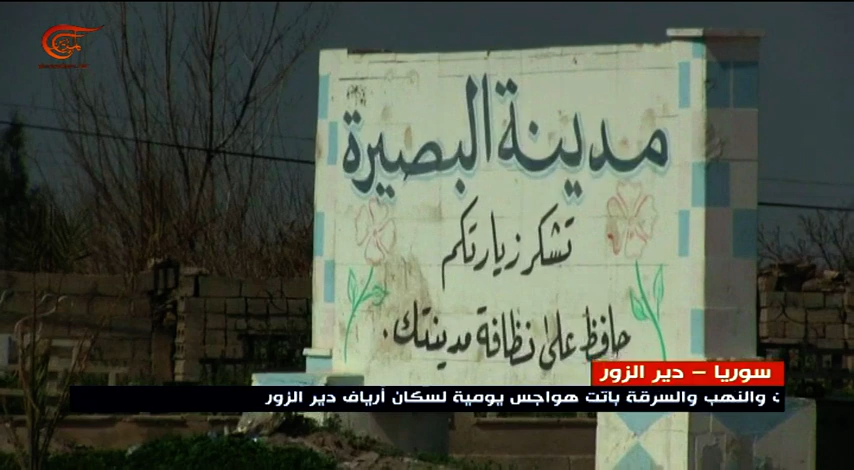 الميادين
مدينة البصيرة
تشكر زيارتكم
حافظ على نظافة مدينتك.
سوريا – دير الزور
والنهب والسرقة باتت هواجس يومية لسكان أرياف دير الزور